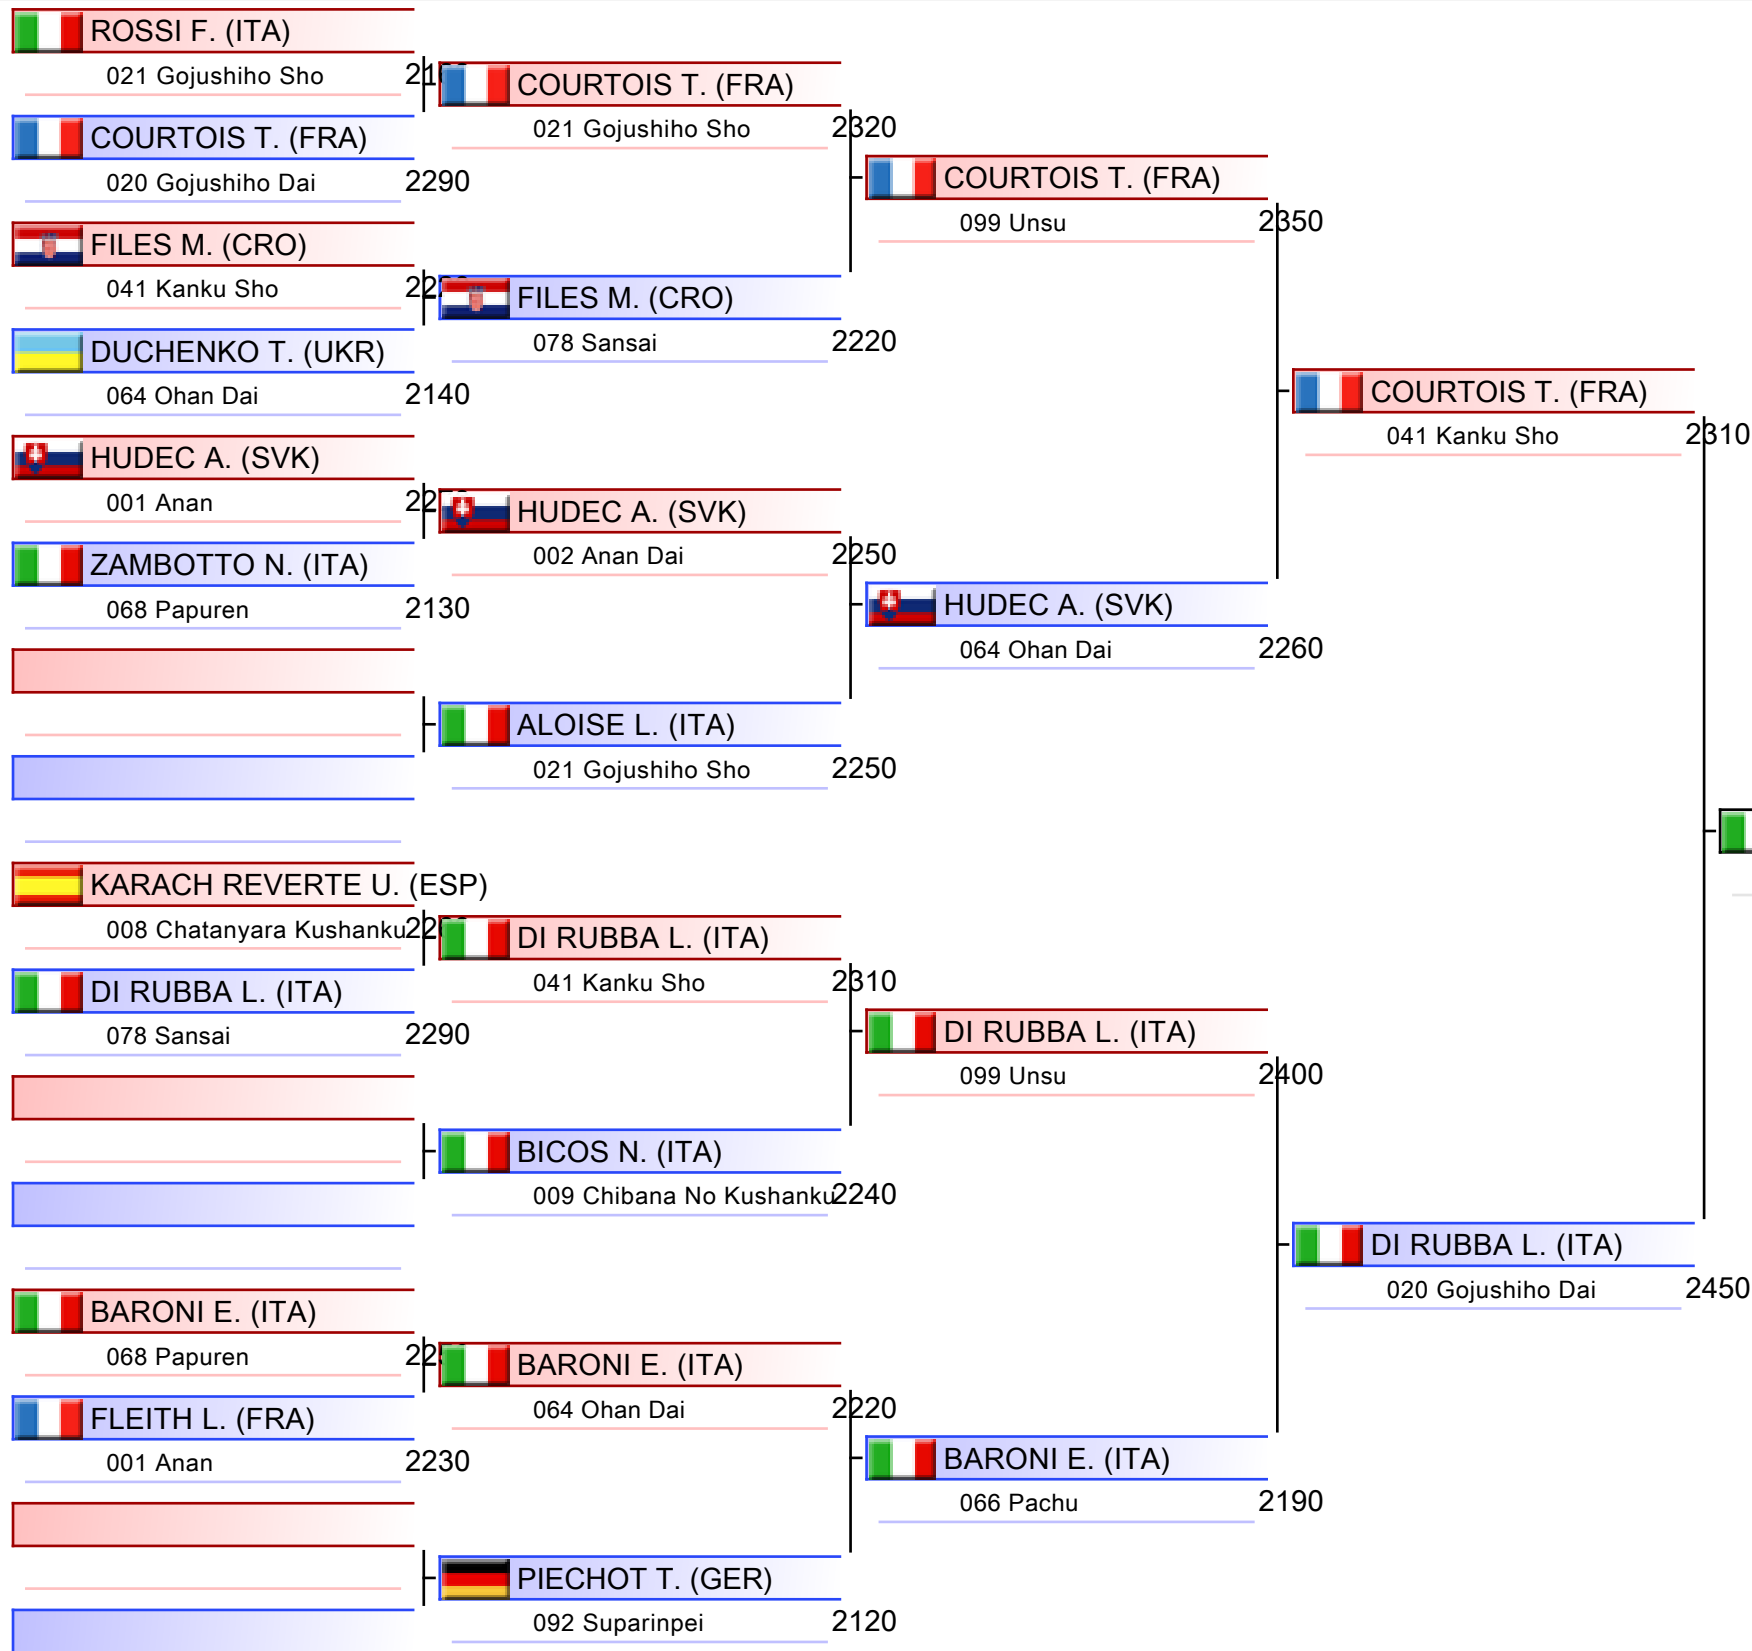 ROSSI F. (ITA)
021 Gojushiho Sho
COURTOIS T. (FRA)
020 Gojushiho Dai 2290
FILES M. (CRO)
041 Kanku Sho
DUCHENKO T. (UKR)
064 Ohan Dai 2140
HUDEC A. (SVK)
001 Anan
ZAMBOTTO N. (ITA)
068 Papuren 2130
KARACH REVERTE U. (ESP)
008 Chatanyara Kushanku
DI RUBBA L. (ITA)
078 Sansai 2290
BARONI E. (ITA)
068 Papuren
FLEITH L. (FRA)
001 Anan 2230
COURTOIS T. (FRA)
021 Gojushiho Sho 2320
FILES M. (CRO)
078 Sansai 2220
HUDEC A. (SVK)
002 Anan Dai 2250
ALOISE L. (ITA)
021 Gojushiho Sho 2250
DI RUBBA L. (ITA)
041 Kanku Sho 2310
BICOS N. (ITA)
009 Chibana No Kushanku 2240
BARONI E. (ITA)
064 Ohan Dai 2220
PIECHOT T. (GER)
092 Suparinpei 2120
COURTOIS T. (FRA)
099 Unsu 2350
HUDEC A. (SVK)
064 Ohan Dai 2260
DI RUBBA L. (ITA)
099 Unsu 2400
BARONI E. (ITA)
066 Pachu 2190
COURTOIS T. (FRA)
041 Kanku Sho 2310
DI RUBBA L. (ITA)
020 Gojushiho Dai 2450